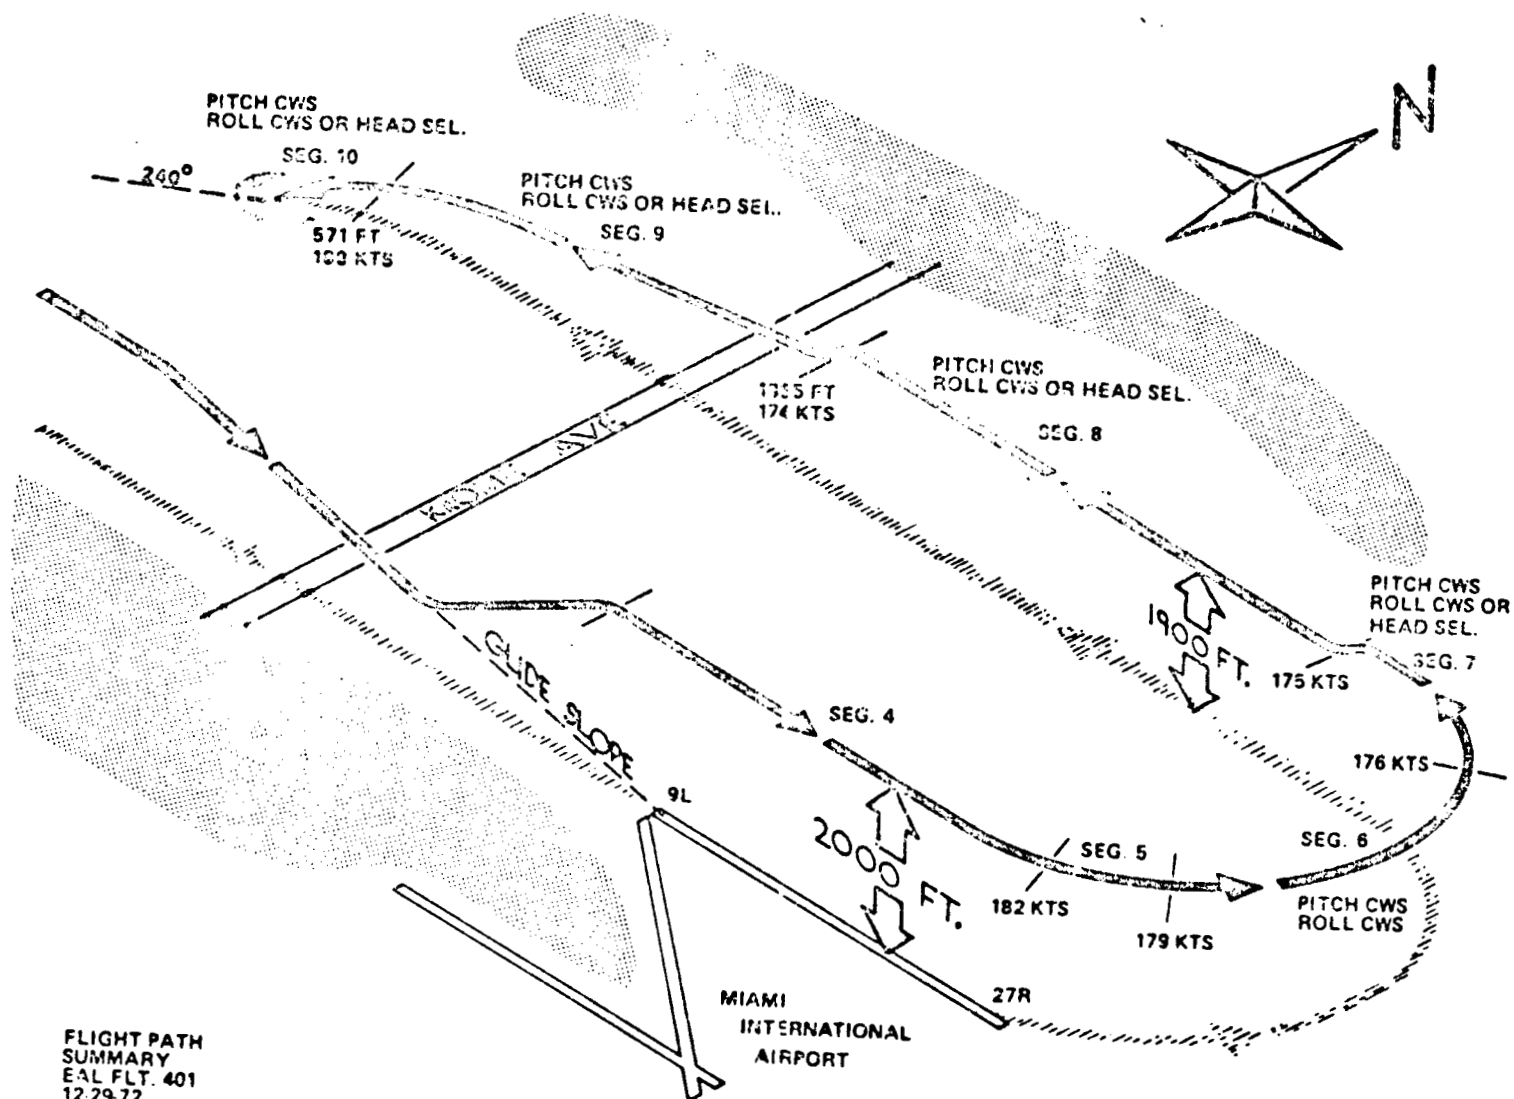 N
PITCH CWS
ROLL CWS OR HEAD SEL.
SEG. 10
240°
571 FT
KTS
PITCH CWS
ROLL CWS OR HEAD SEL.
SEG. 9
FT
174 KTS
PITCH CWS
ROLL CWS OR HEAD SEL.
SEG. 8
AVE
PITCH CWS
ROLL CWS OR
HEAD SEL.
SEG. 7
1900 FT.
175 KTS
176 KTS
GLIDE SLOPE
SEG. 4
9L
2000 FT.
SEG. 5
SEG. 6
182 KTS
179 KTS
PITCH CWS
ROLL CWS
27R
MIAMI
INTERNATIONAL
AIRPORT
FLIGHT PATH
SUMMARY
EAL FLT. 401
12-29-72